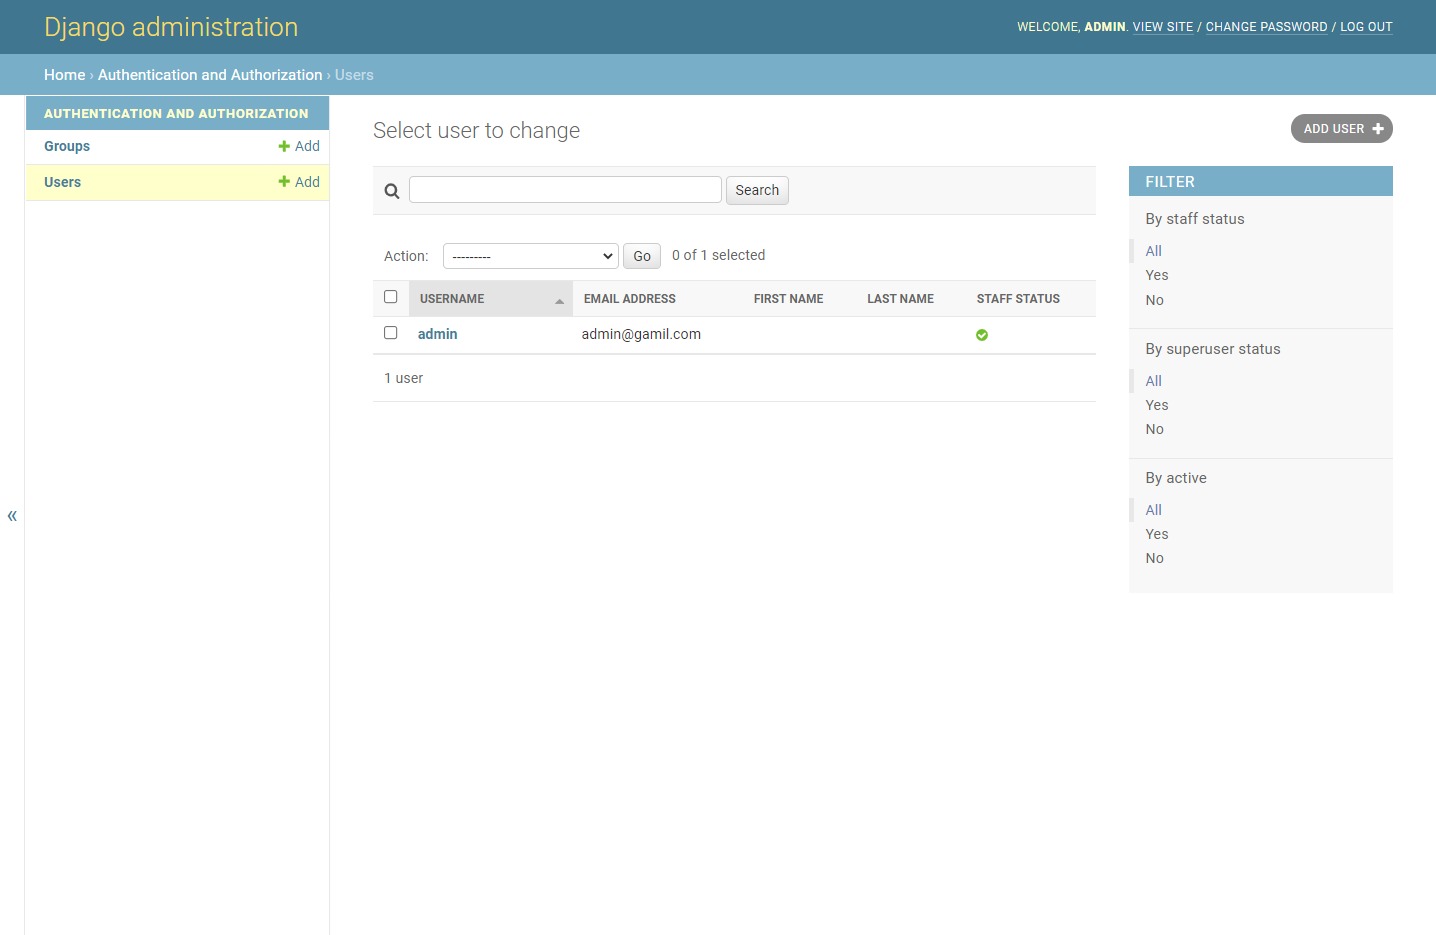 Django administration
WELCOME, ADMIN. VIEW SITE / CHANGE PASSWORD / LOG OUT
Home › Authentication and Authorization › Users
AUTHENTICATION AND AUTHORIZATION
Groups
Add
Users
Add
«
Select user to change
ADD USER
Search
Action: --------- Go 0 of 1 selected
USERNAME EMAIL ADDRESS FIRST NAME LAST NAME STAFF STATUS
admin admin@gamil.com
1 user
FILTER
By staff status
All
Yes
No
By superuser status
All
Yes
No
By active
All
Yes
No